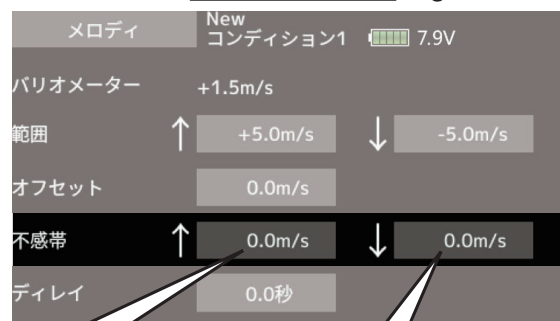 メロディ
New
コンディション1 7.9V
バリオメーター +1.5m/s
範囲 ↑ +5.0m/s ↓ -5.0m/s
オフセット 0.0m/s
不感帯 ↑ 0.0m/s ↓ 0.0m/s
ディレイ 0.0秒